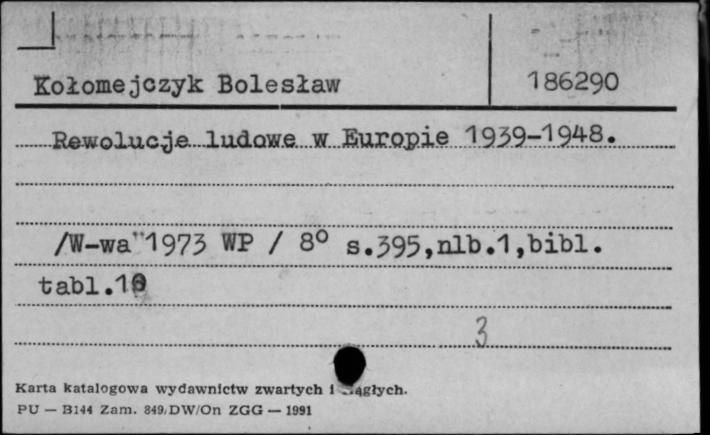 Kołomejczyk Bolesław 186290
Rewolucje ludowe w Europie 1939-1948.
/W-wa"1973 WP / 8° s.395,nlb.1,bibl.
tabl.10
3
Karta katalogowa wydawnictw zwartych i
PU — B144 Zam. 849/DW/On ZGG — 1991